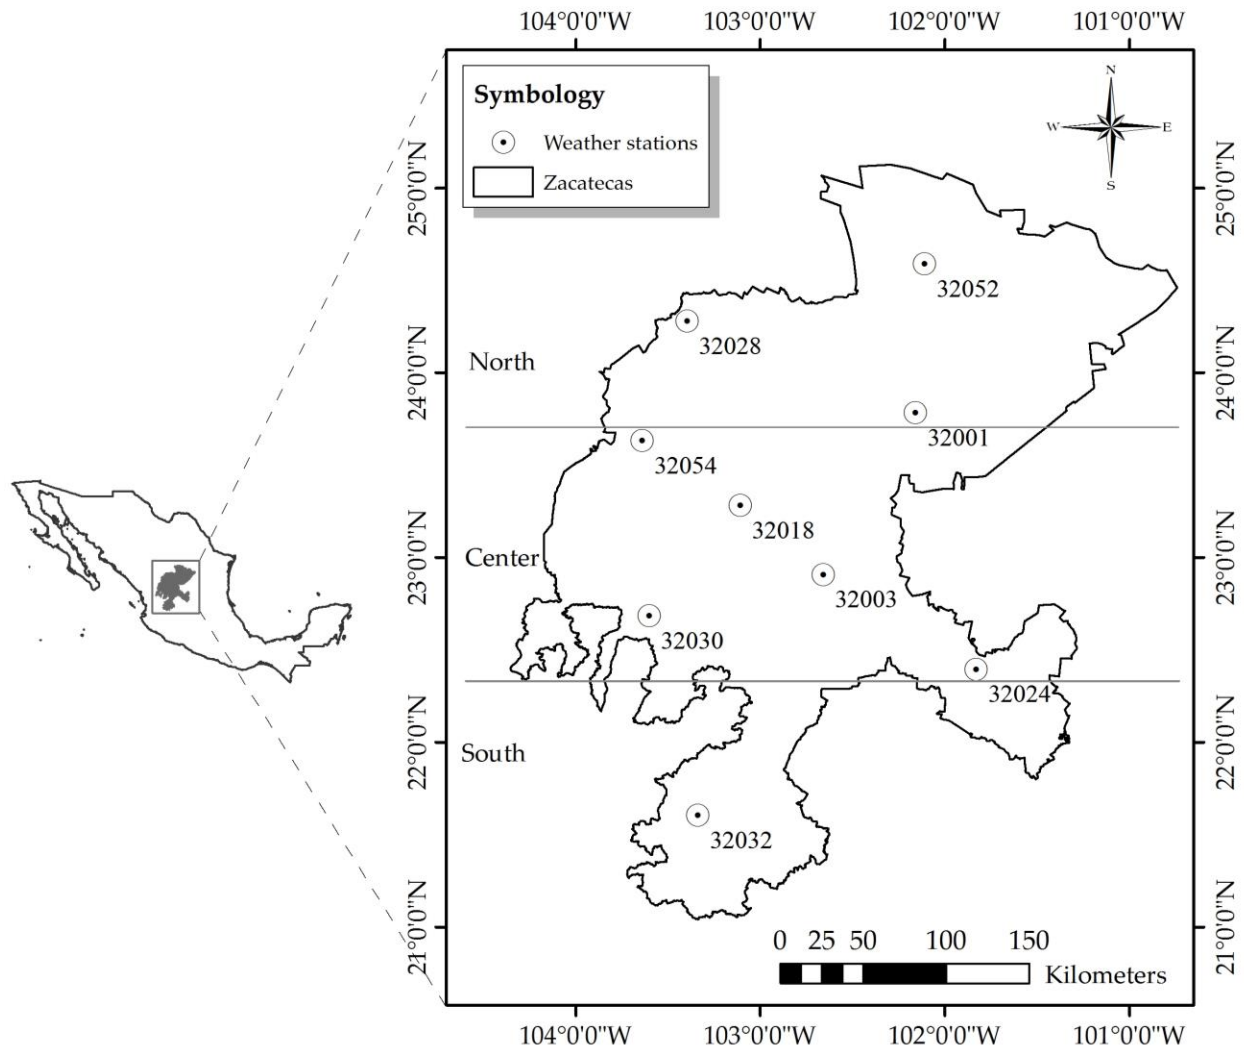 104°0'0"W 103°0'0"W 102°0'0"W 101°0'0"W
Symbology
Weather stations
Zacatecas
N
W E
S
25°0'0"N 25°0'0"N
32052
32028
North
24°0'0"N 24°0'0"N
32001
32054
32018
Center
23°0'0"N 23°0'0"N
32003
32030
32024
South
22°0'0"N 22°0'0"N
32032
21°0'0"N 21°0'0"N
0 25 50 100 150
Kilometers
104°0'0"W 103°0'0"W 102°0'0"W 101°0'0"W